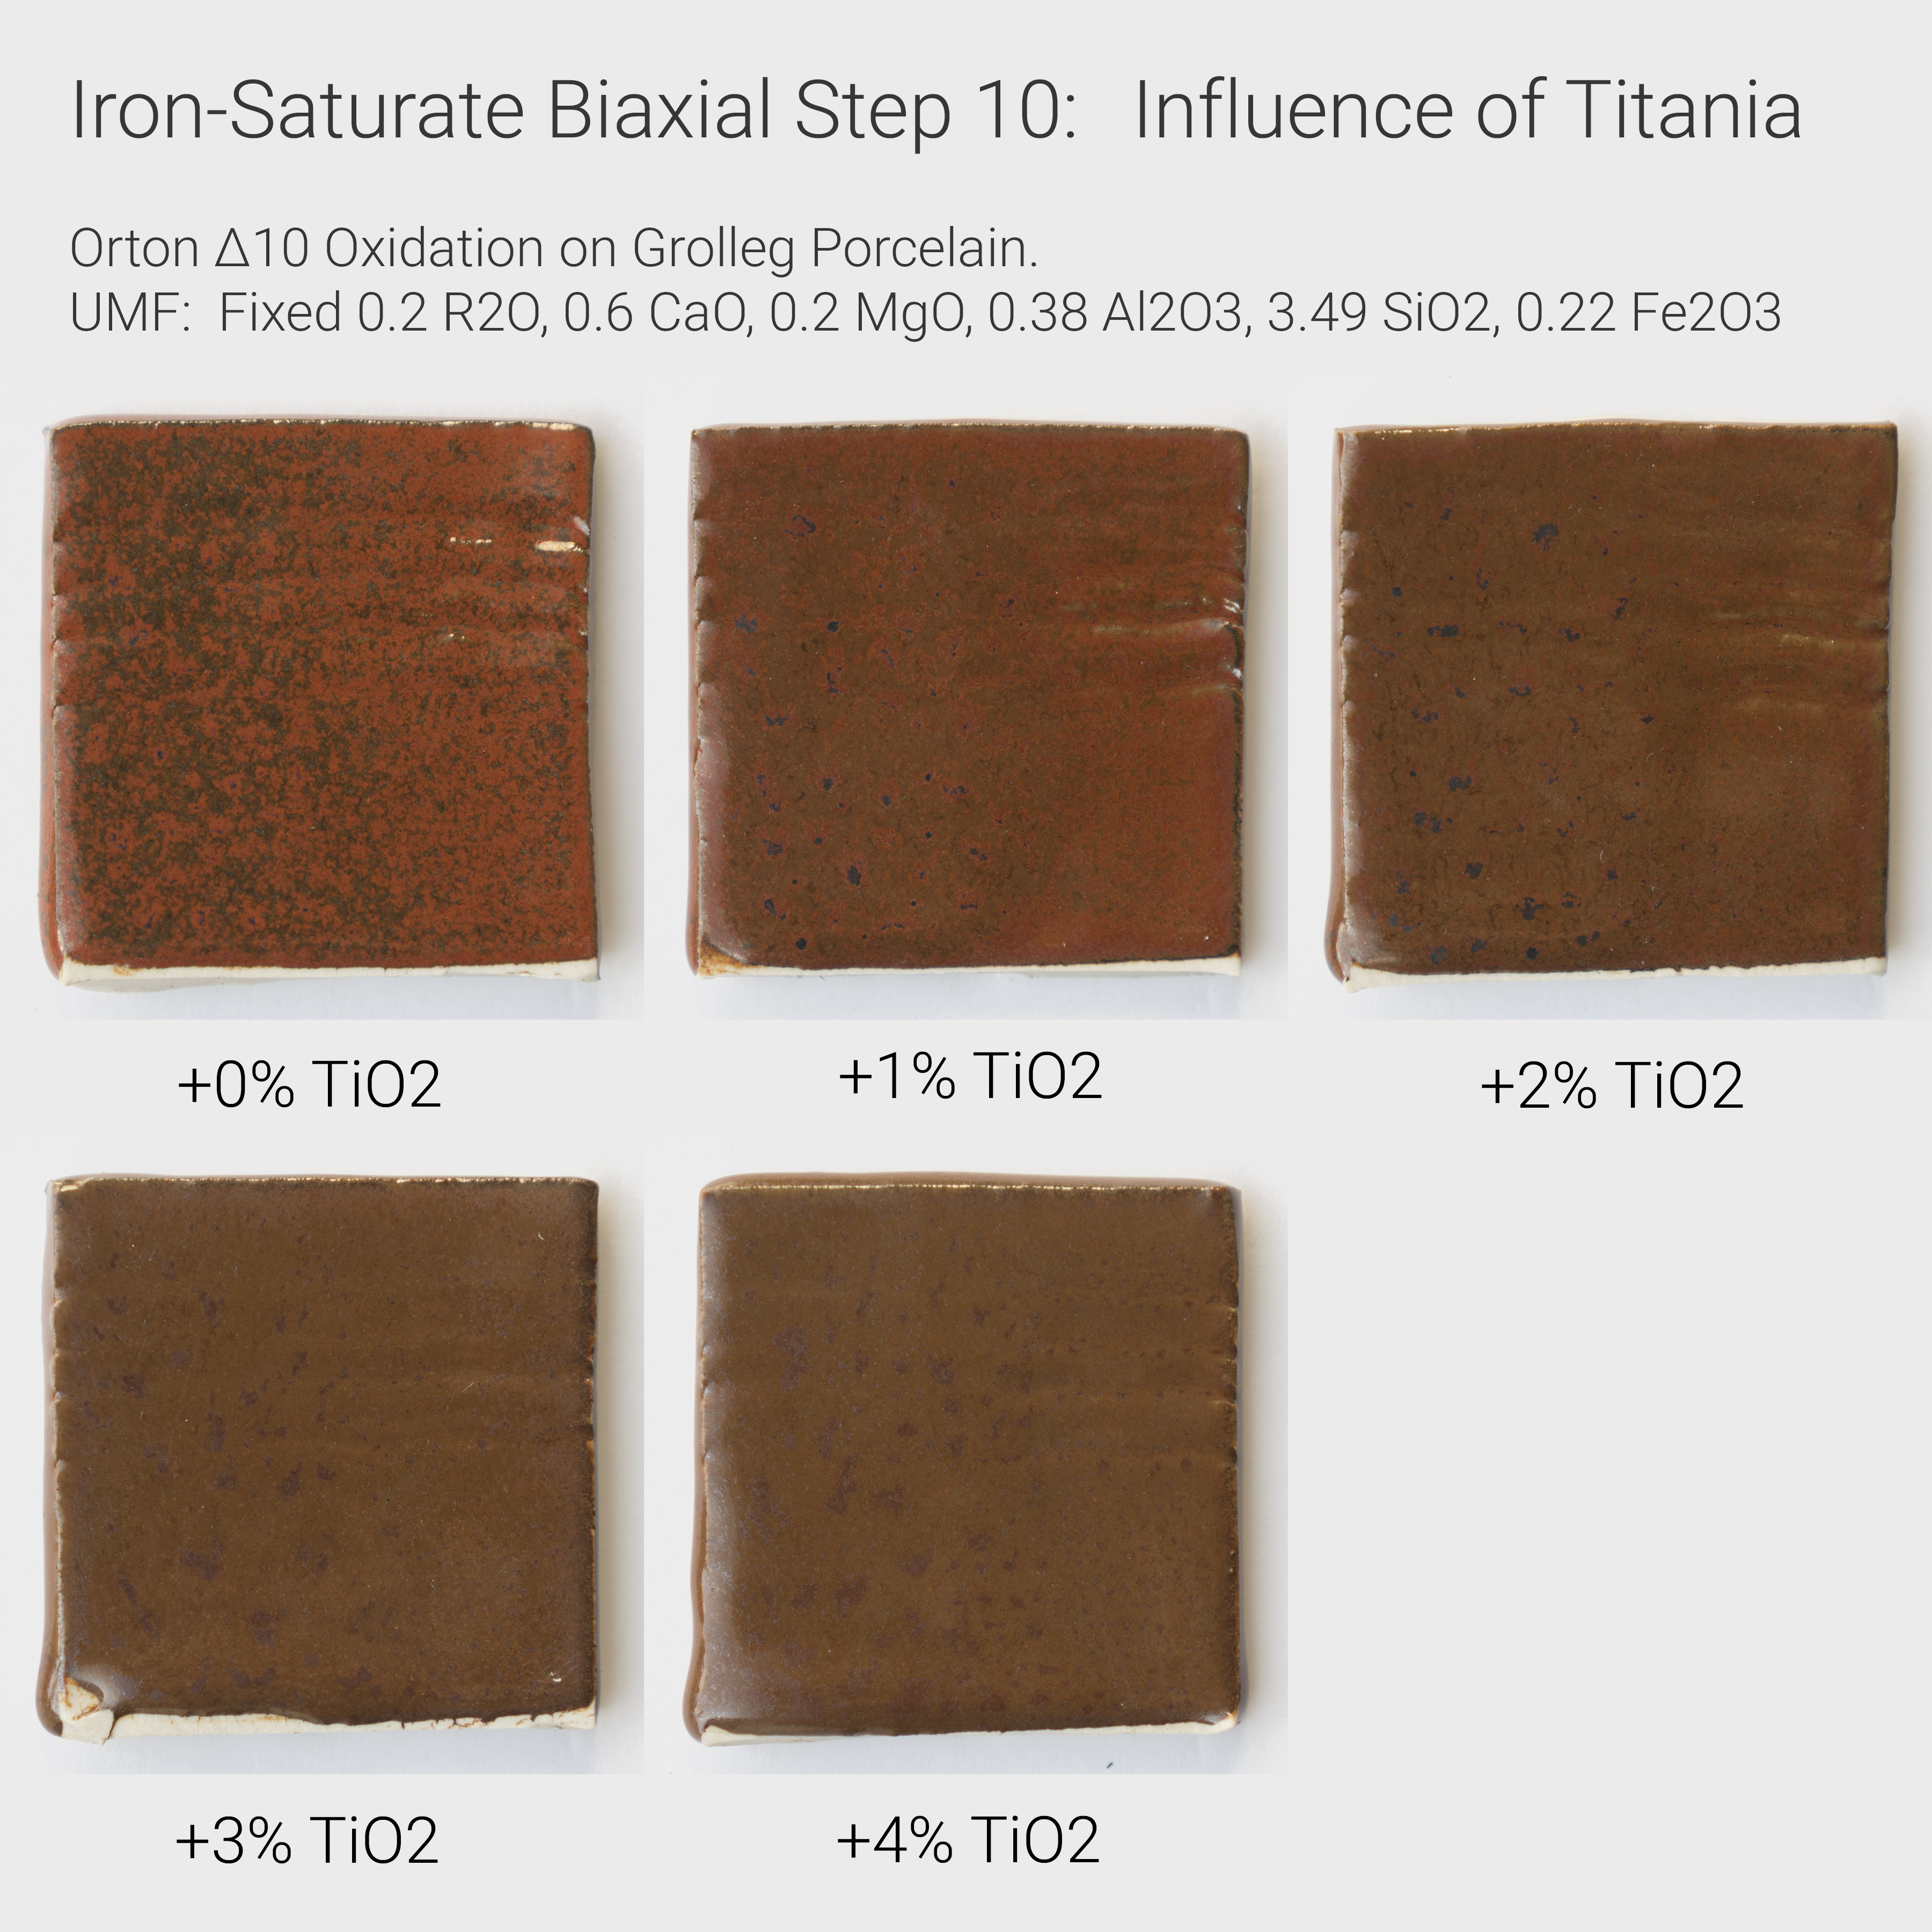 Iron-Saturate Biaxial Step 10: Influence of Titania
Orton Δ10 Oxidation on Grolleg Porcelain.
UMF: Fixed 0.2 R2O, 0.6 CaO, 0.2 MgO, 0.38 Al2O3, 3.49 SiO2, 0.22 Fe2O3
+0% TiO2
+1% TiO2
+2% TiO2
+3% TiO2
+4% TiO2